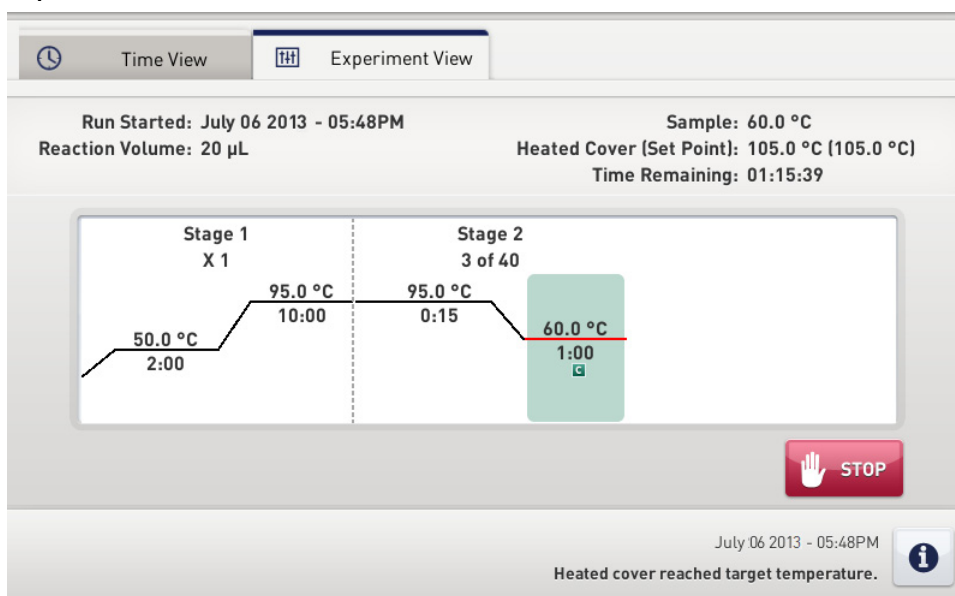 Time View
Experiment View
Run Started: July 06 2013 - 05:48PM
Reaction Volume: 20 µL
Sample: 60.0 °C
Heated Cover (Set Point): 105.0 °C (105.0 °C)
Time Remaining: 01:15:39
Stage 1
X 1
Stage 2
3 of 40
50.0 °C
2:00
95.0 °C
10:00
95.0 °C
0:15
60.0 °C
1:00
C
STOP
July 06 2013 - 05:48PM
Heated cover reached target temperature.